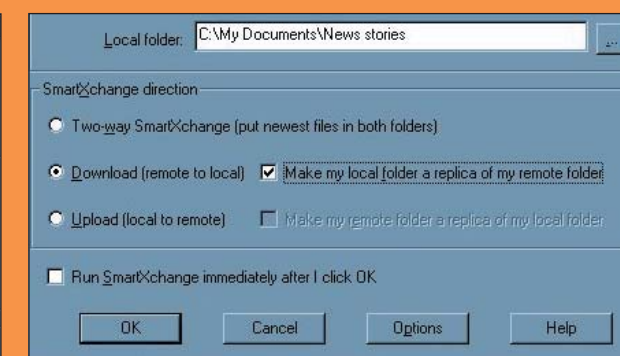 Local folder: C:\My Documents\News stories ...
SmartXchange direction
Two-way SmartXchange (put newest files in both folders)
Download (remote to local) Make my local folder a replica of my remote folder
Upload (local to remote) Make my remote folder a replica of my local folder
Run SmartXchange immediately after I click OK
OK Cancel Options Help